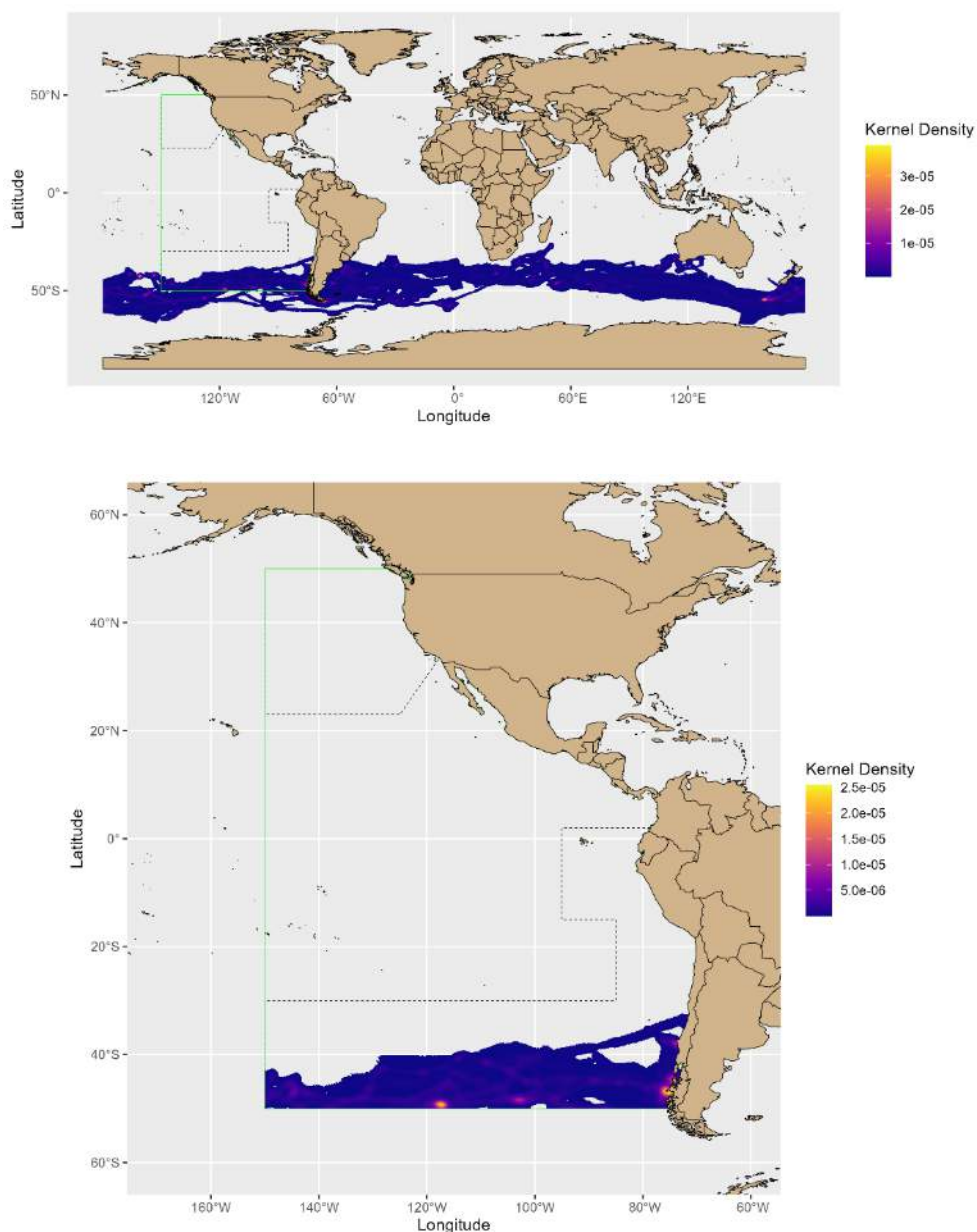 50°N
0°
50°S
Latitude
120°W
60°W
0°
60°E
120°E
Longitude
Kernel Density
3e-05
2e-05
1e-05
60°N
40°N
20°N
0°
20°S
40°S
60°S
Latitude
160°W
140°W
120°W
100°W
80°W
60°W
Longitude
Kernel Density
2.5e-05
2.0e-05
1.5e-05
1.0e-05
5.0e-06